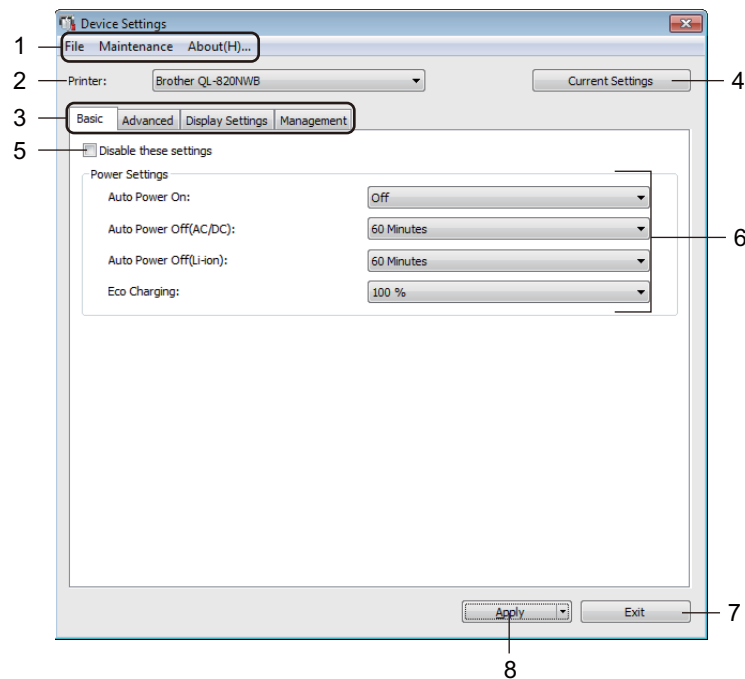 Device Settings
1 File Maintenance About(H)...
2 Printer: Brother QL-820NWB Current Settings 4
3 Basic Advanced Display Settings Management
5 Disable these settings
Power Settings
Auto Power On: Off
Auto Power Off(AC/DC): 60 Minutes
6
Auto Power Off(Li-ion): 60 Minutes
Eco Charging: 100 %
Apply Exit 7
8